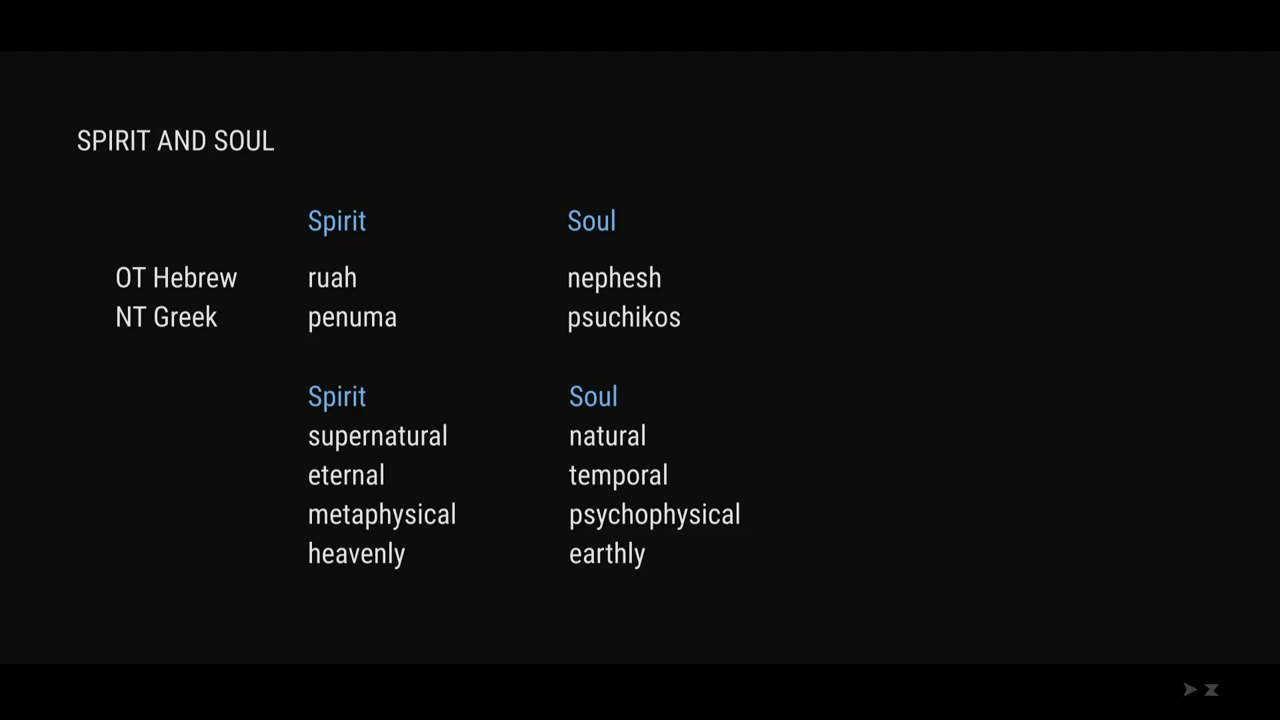 SPIRIT AND SOUL
Spirit Soul
OT Hebrew ruah nephesh
NT Greek penuma psuchikos
Spirit Soul
supernatural natural
eternal temporal
metaphysical psychophysical
heavenly earthly